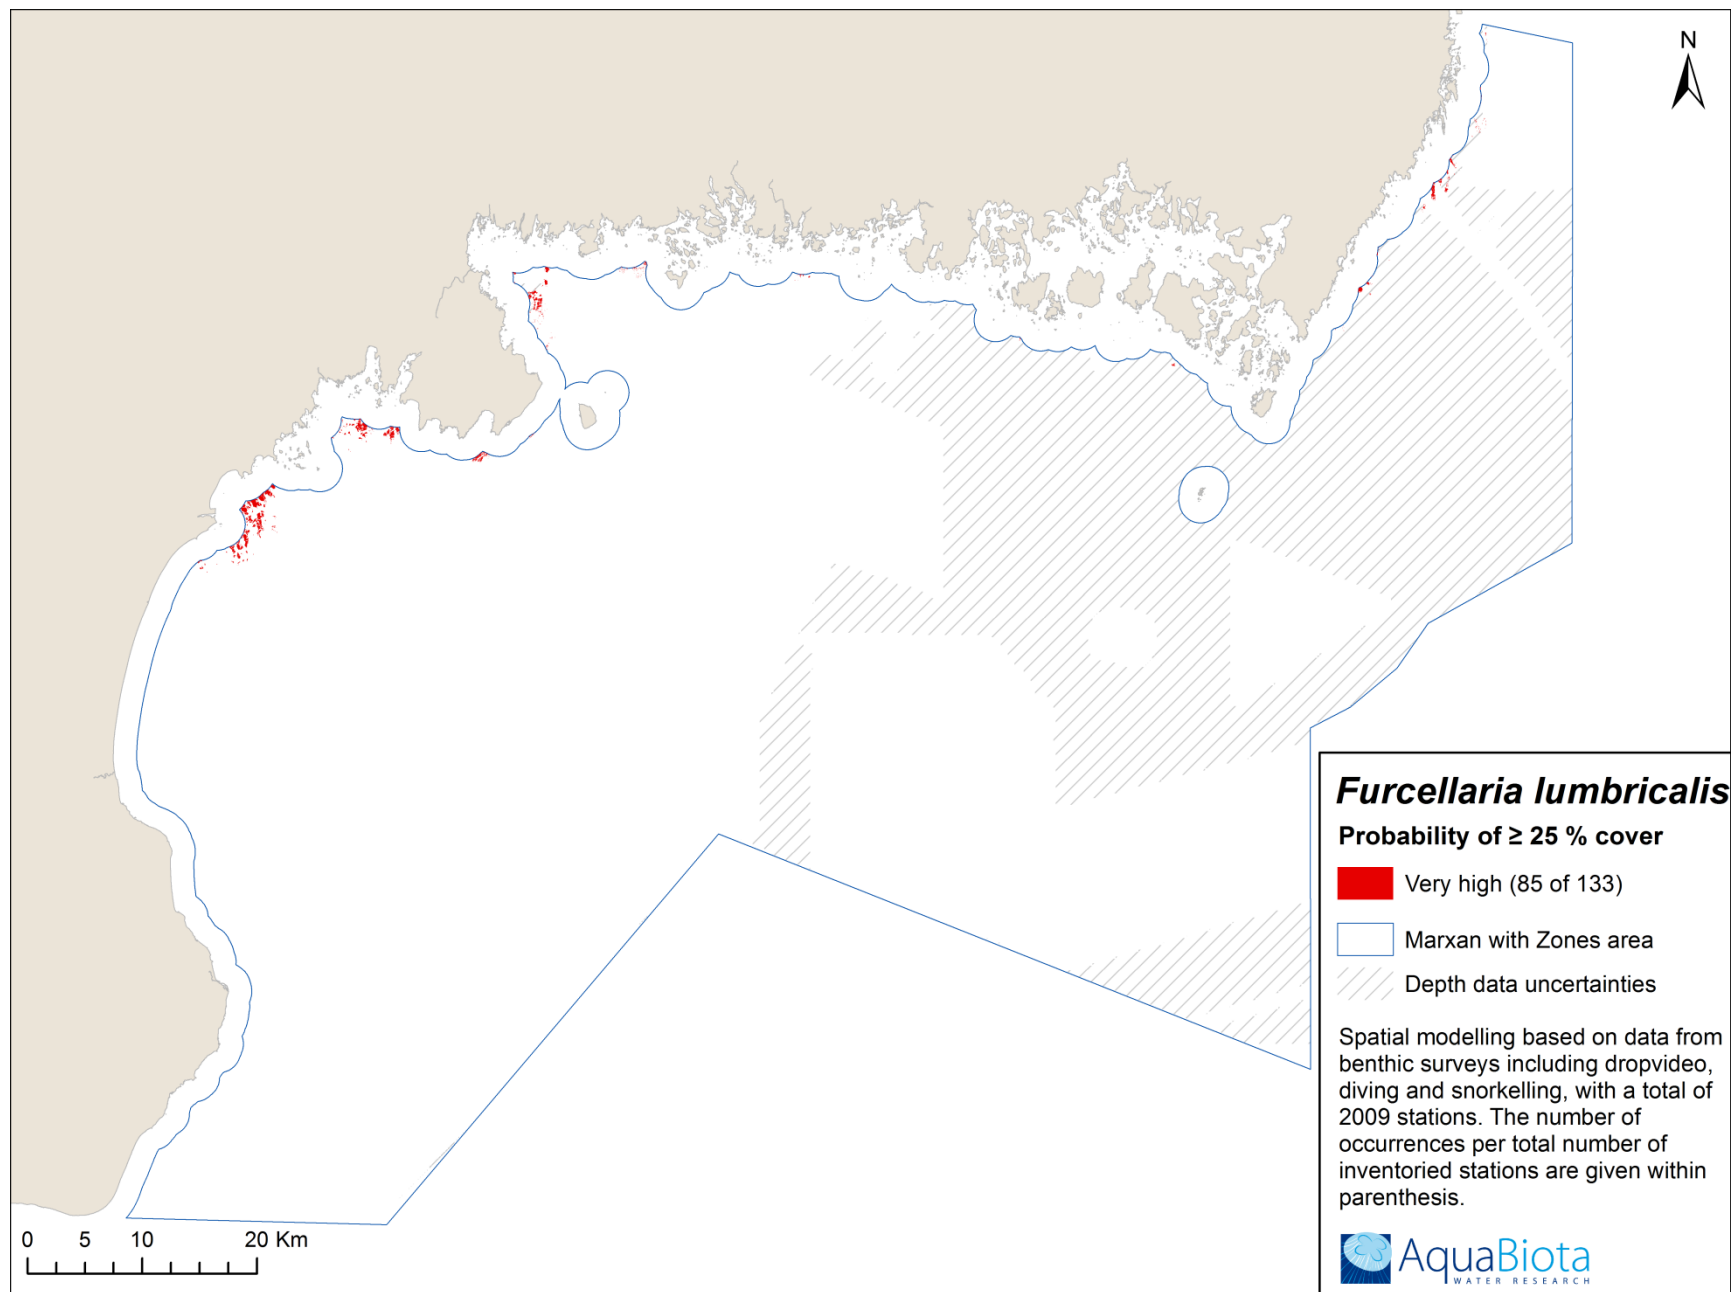 N
Furcellaria lumbricalis
Probability of ≥ 25 % cover
Very high (85 of 133)
Marxan with Zones area
Depth data uncertainties
Spatial modelling based on data from
benthic surveys including dropvideo,
diving and snorkelling, with a total of
2009 stations. The number of
occurrences per total number of
inventoried stations are given within
parenthesis.
0 5 10 20 Km
AquaBiota
WATER RESEARCH